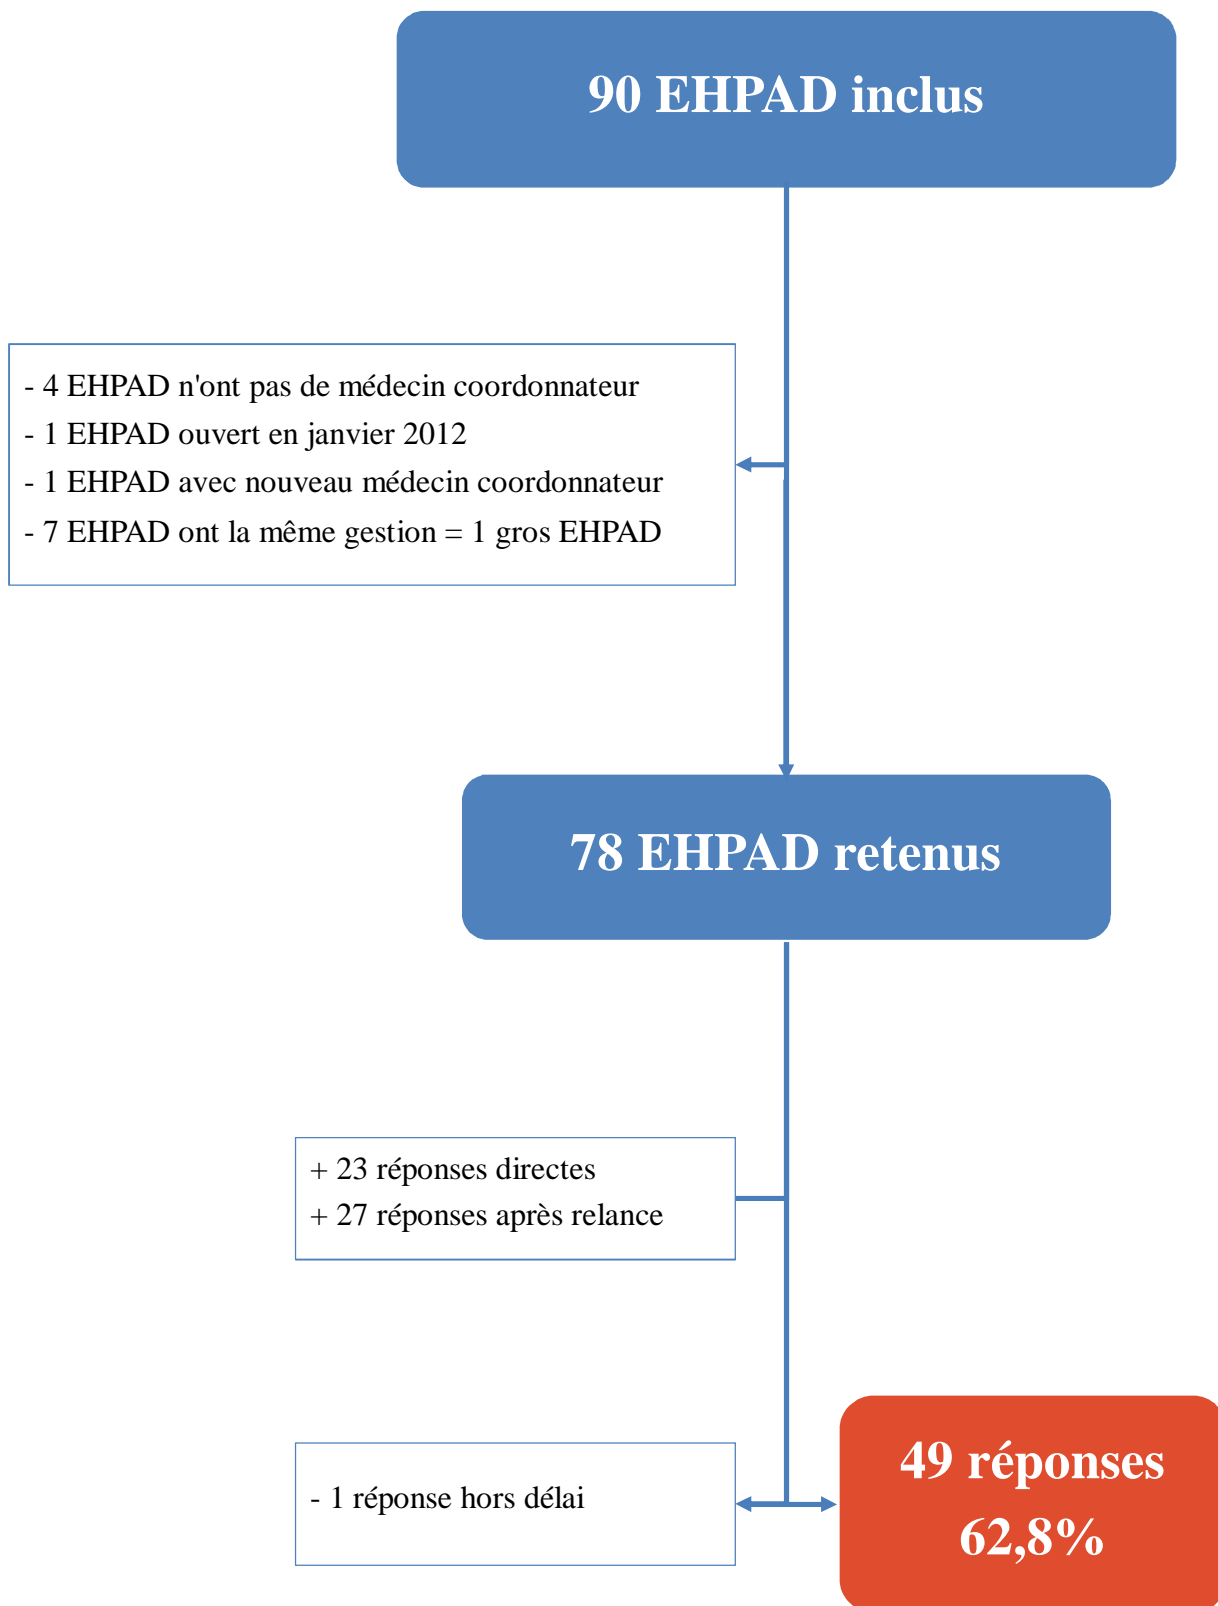 90 EHPAD inclus
- 4 EHPAD n'ont pas de médecin coordonnateur
- 1 EHPAD ouvert en janvier 2012
- 1 EHPAD avec nouveau médecin coordonnateur
- 7 EHPAD ont la même gestion = 1 gros EHPAD
78 EHPAD retenus
+ 23 réponses directes
+ 27 réponses après relance
- 1 réponse hors délai
49 réponses
62,8%